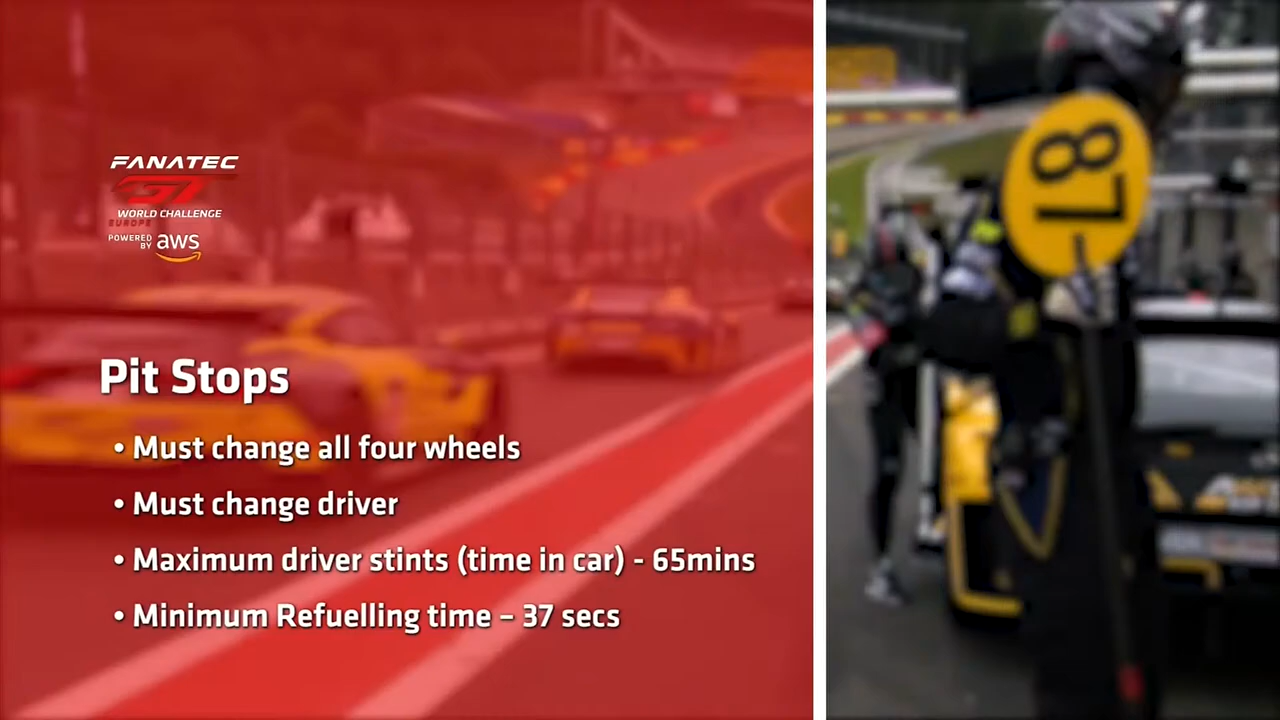 FANATEC
GT
WORLD CHALLENGE
EUROPE
POWERED BY aws
Pit Stops
• Must change all four wheels
• Must change driver
• Maximum driver stints (time in car) - 65mins
• Minimum Refuelling time – 37 secs
87